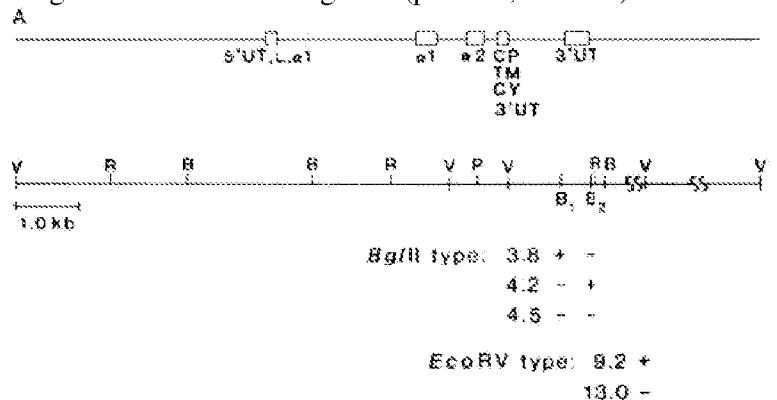 A
5'UT,L,α1 α1 α2 CP 3'UT
TM
CY
3'UT
V R B B R V P V R B V V
B₁ B₂
1.0 kb
BglII type: 3.8 + -
4.2 - +
4.5 - -
EcoRV type: 9.2 +
13.0 -